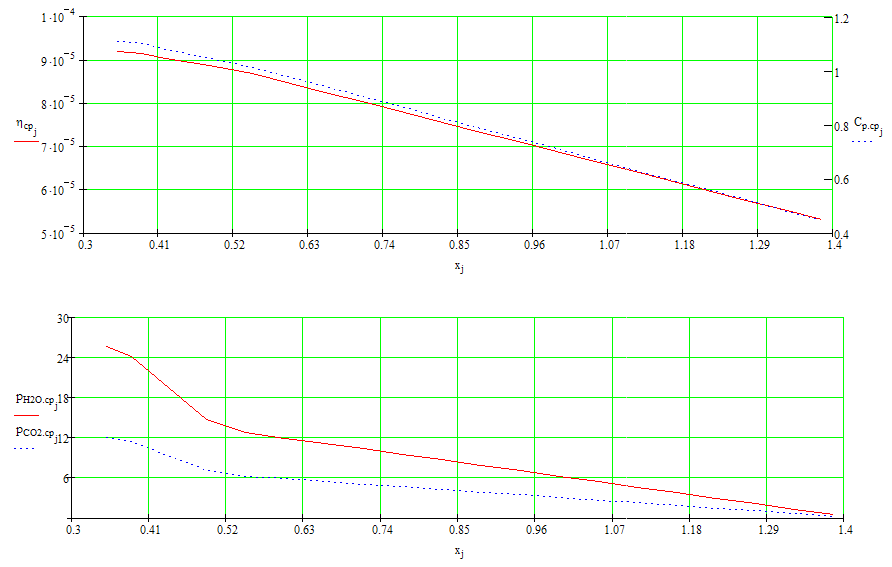 1·10⁻⁴
9·10⁻⁵
8·10⁻⁵
7·10⁻⁵
6·10⁻⁵
5·10⁻⁵
η_cp_j
1.2
1
0.8
0.6
0.4
C_p.cp_j
0.3 0.41 0.52 0.63 0.74 0.85 0.96 1.07 1.18 1.29 1.4
x_j
30
24
18
12
6
p_H2O.cp_j
p_CO2.cp_j
0.3 0.41 0.52 0.63 0.74 0.85 0.96 1.07 1.18 1.29 1.4
x_j